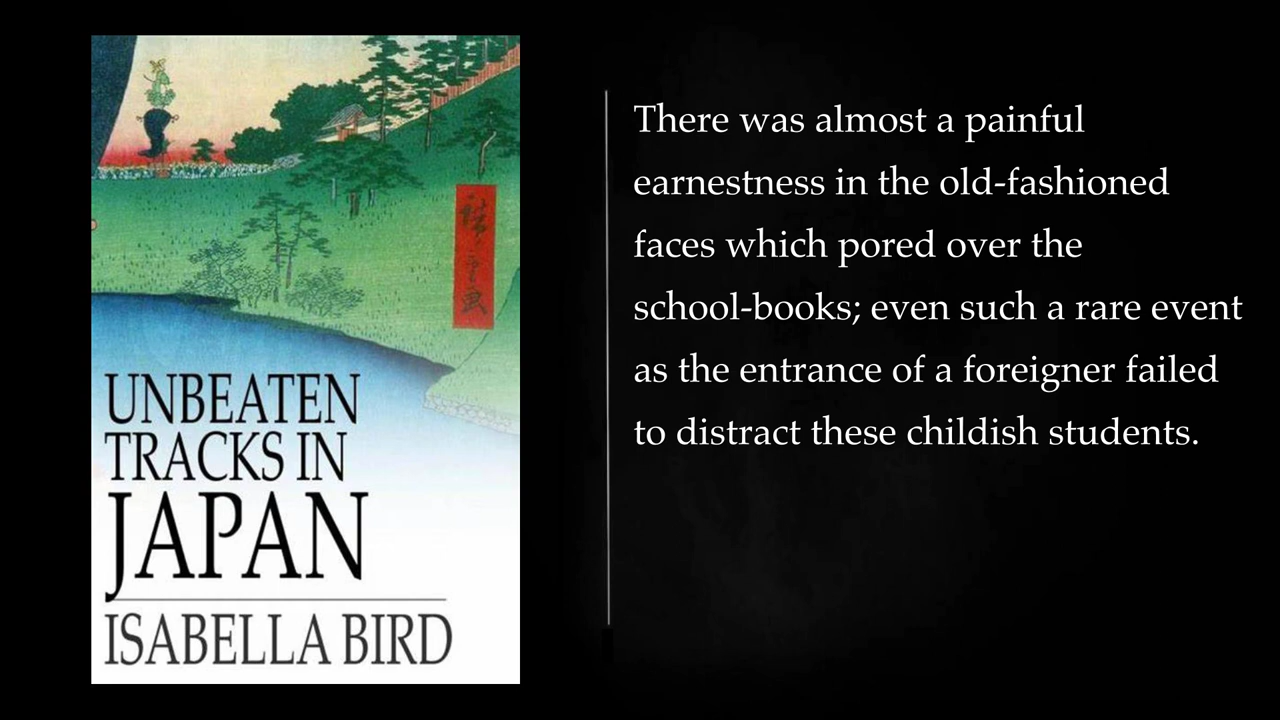 UNBEATEN
TRACKS IN
JAPAN
ISABELLA BIRD
There was almost a painful
earnestness in the old-fashioned
faces which pored over the
school-books; even such a rare event
as the entrance of a foreigner failed
to distract these childish students.